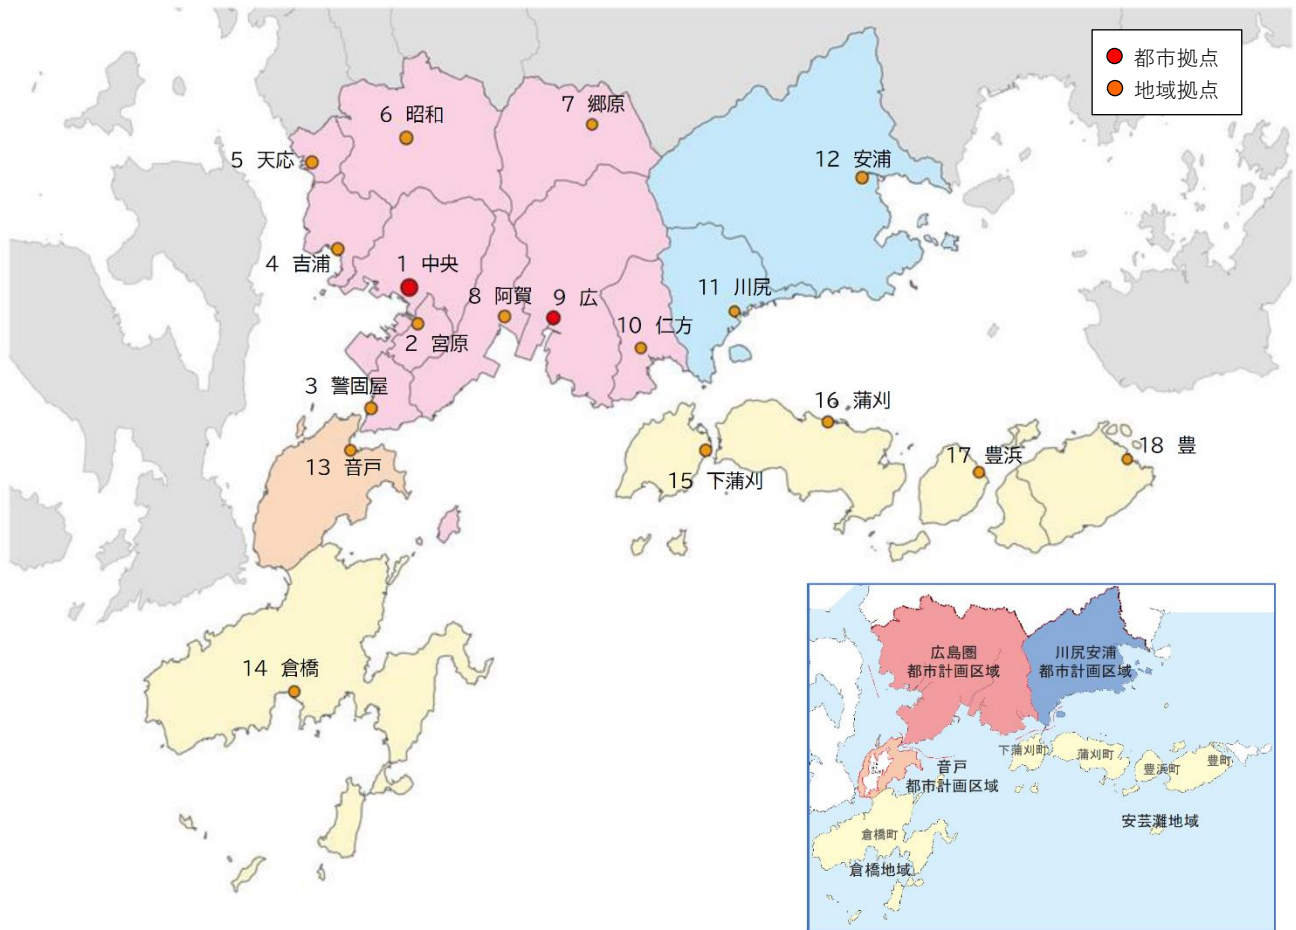 都市拠点
地域拠点
7 郷原
6 昭和
5 天応
12 安浦
4 吉浦
1 中央
8 阿賀
9 広
11 川尻
10 仁方
2 宮原
3 警固屋
16 蒲刈
13 音戸
15 下蒲刈
17 豊浜
18 豊
14 倉橋
広島圏
都市計画区域
川尻安浦
都市計画区域
下蒲刈町
蒲刈町
豊浜町
豊町
音戸
都市計画区域
安芸灘地域
倉橋町
倉橋地域